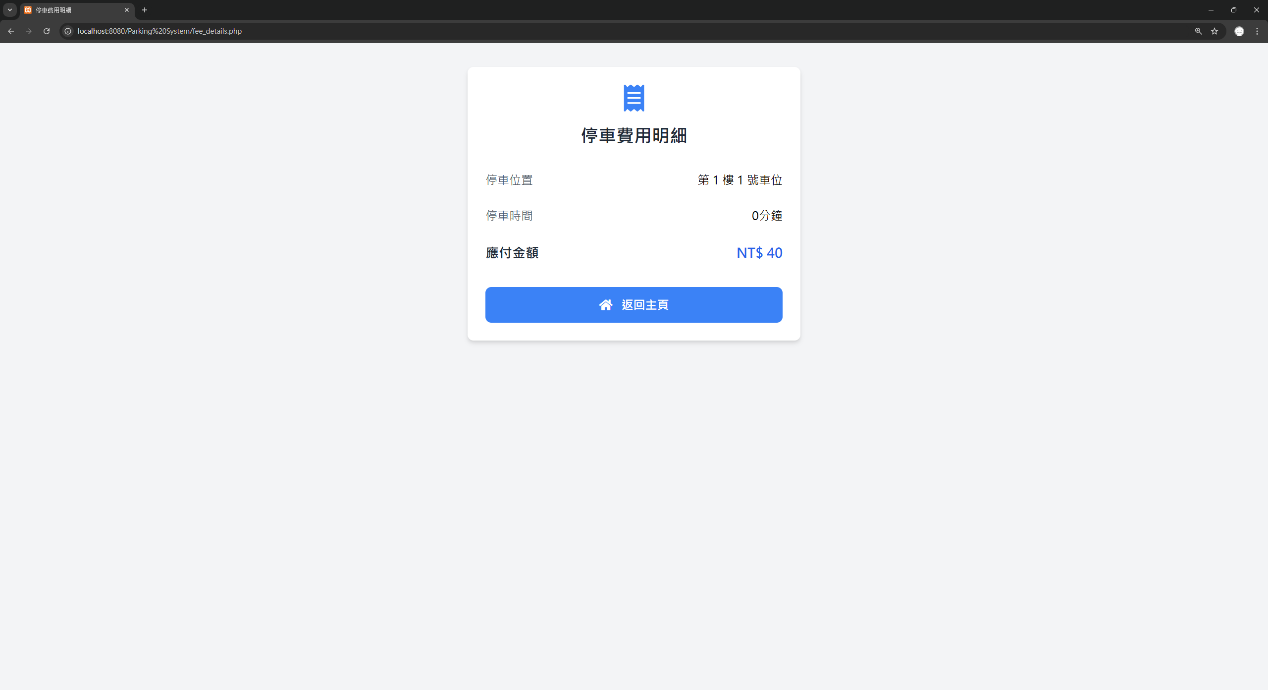 停車費用明細
localhost:8080/Parking%20System/fee_details.php
停車費用明細
停車位置 第 1 樓 1 號車位
停車時間 0分鐘
應付金額 NT$ 40
返回主頁